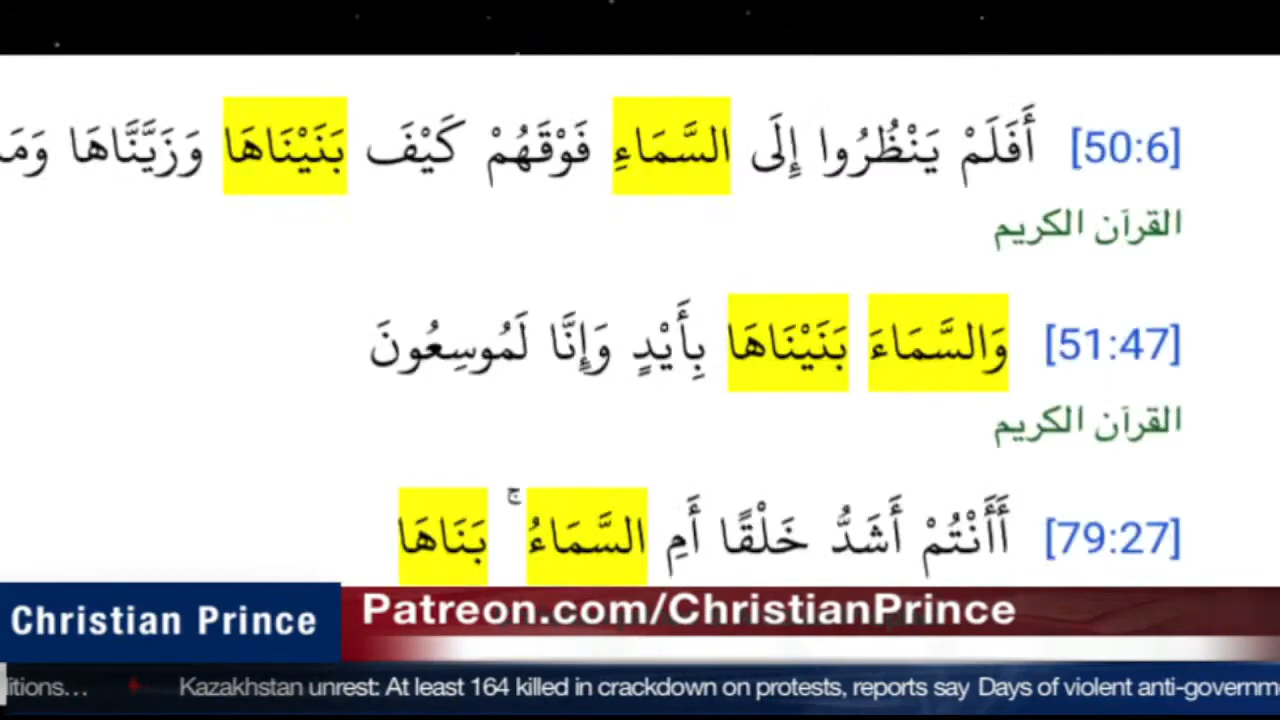 [50:6] أَفَلَمْ يَنْظُرُوا إِلَى السَّمَاءِ فَوْقَهُمْ كَيْفَ بَنَيْنَاهَا وَزَيَّنَّاهَا وَمَ
القرآن الكريم
[51:47] وَالسَّمَاءَ بَنَيْنَاهَا بِأَيْدٍ وَإِنَّا لَمُوسِعُونَ
القرآن الكريم
[79:27] أَأَنْتُمْ أَشَدُّ خَلْقًا أَمِ السَّمَاءُ ۚ بَنَاهَا
Christian Prince Patreon.com/ChristianPrince
itions... Kazakhstan unrest: At least 164 killed in crackdown on protests, reports say Days of violent anti-governm